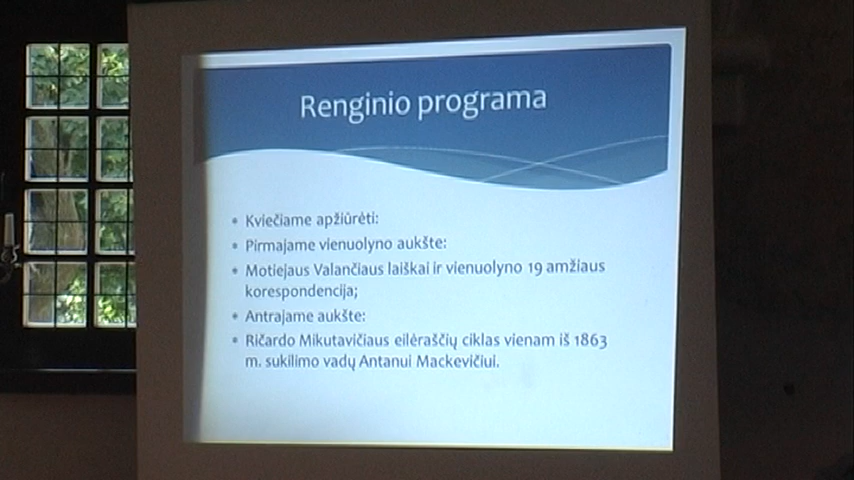 Renginio programa
• Kviečiame apžiūrėti:
• Pirmajame vienuolyno aukšte:
• Motiejaus Valančiaus laiškai ir vienuolyno 19 amžiaus
korespondencija;
• Antrajame aukšte:
• Ričardo Mikutavičiaus eilėraščių ciklas vienam iš 1863
m. sukilimo vadų Antanui Mackevičiui.